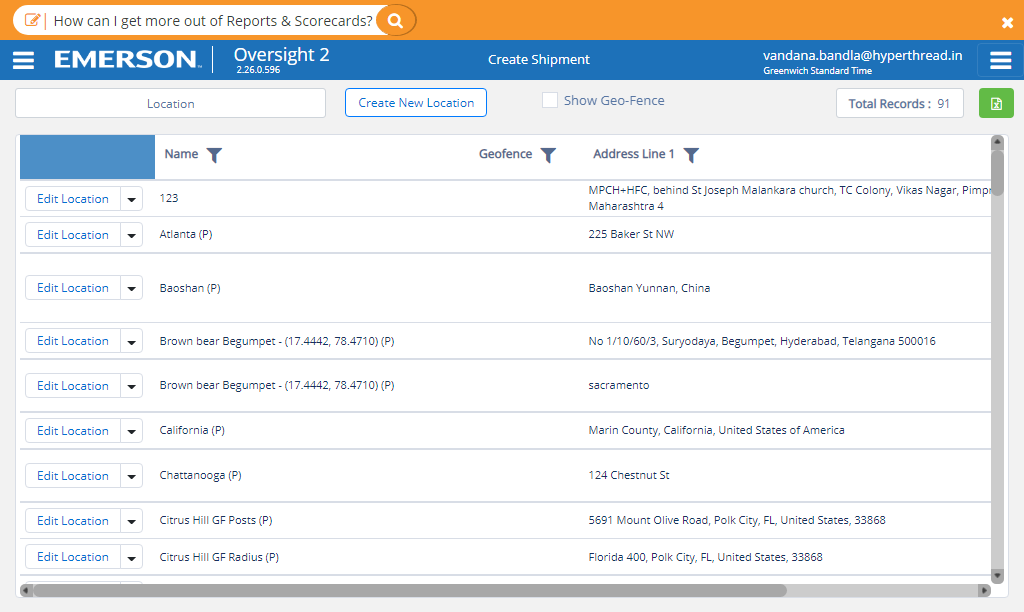 How can I get more out of Reports & Scorecards?
EMERSON
Oversight 2
2.26.0.596
Create Shipment
vandana.bandla@hyperthread.in
Greenwich Standard Time
Location
Create New Location
Show Geo-Fence
Total Records : 91
Name
Geofence
Address Line 1
Edit Location
123
MPCH+HFC, behind St Joseph Malankara church, TC Colony, Vikas Nagar, Pimpr
Maharashtra 4
Edit Location
Atlanta (P)
225 Baker St NW
Edit Location
Baoshan (P)
Baoshan Yunnan, China
Edit Location
Brown bear Begumpet - (17.4442, 78.4710) (P)
No 1/10/60/3, Suryodaya, Begumpet, Hyderabad, Telangana 500016
Edit Location
Brown bear Begumpet - (17.4442, 78.4710) (P)
sacramento
Edit Location
California (P)
Marin County, California, United States of America
Edit Location
Chattanooga (P)
124 Chestnut St
Edit Location
Citrus Hill GF Posts (P)
5691 Mount Olive Road, Polk City, FL, United States, 33868
Edit Location
Citrus Hill GF Radius (P)
Florida 400, Polk City, FL, United States, 33868